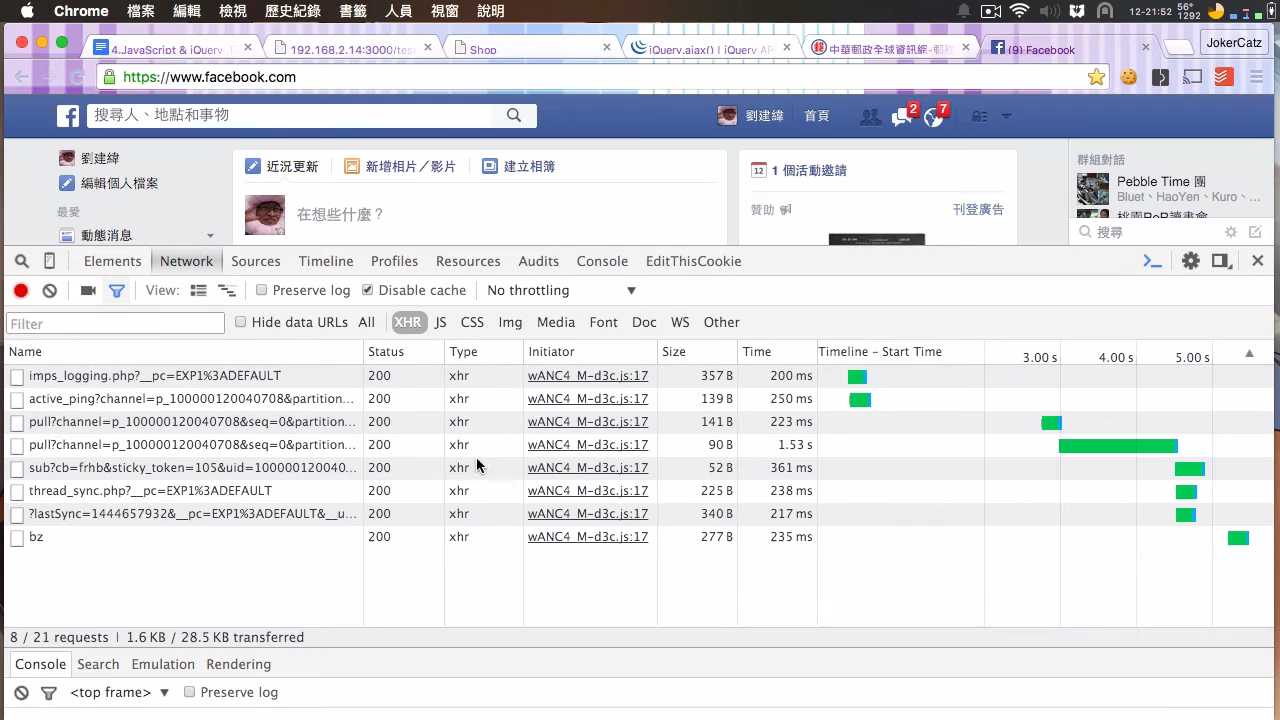 Chrome 檔案 編輯 檢視 歷史紀錄 書籤 人員 視窗 說明 12-21:52 56° 1292
4.JavaScript & jQuery 192.168.2.14:3000/test Shop jQuery.ajax() | jQuery AP 中華郵政全球資訊網-郵 (9) Facebook JokerCatz
https://www.facebook.com
搜尋人、地點和事物 劉建緯 首頁 2 7
劉建緯 近況更新 新增相片／影片 建立相簿 12 1 個活動邀請 群組對話
編輯個人檔案 Pebble Time 團
Bluet、HaoYen、Kuro、...
最愛 在想些什麼？ 贊助 刊登廣告
動態消息 搜尋
Elements Network Sources Timeline Profiles Resources Audits Console EditThisCookie
View: Preserve log Disable cache No throttling
Filter Hide data URLs All XHR JS CSS Img Media Font Doc WS Other
Name Status Type Initiator Size Time Timeline – Start Time 3.00 s 4.00 s 5.00 s
imps_logging.php?__pc=EXP1%3ADEFAULT 200 xhr wANC4_M-d3c.js:17 357 B 200 ms
active_ping?channel=p_100000120040708&partition... 200 xhr wANC4_M-d3c.js:17 139 B 250 ms
pull?channel=p_100000120040708&seq=0&partition... 200 xhr wANC4_M-d3c.js:17 141 B 223 ms
pull?channel=p_100000120040708&seq=0&partition... 200 xhr wANC4_M-d3c.js:17 90 B 1.53 s
sub?cb=frhb&sticky_token=105&uid=100000120040... 200 xhr wANC4_M-d3c.js:17 52 B 361 ms
thread_sync.php?__pc=EXP1%3ADEFAULT 200 xhr wANC4_M-d3c.js:17 225 B 238 ms
?lastSync=1444657932&__pc=EXP1%3ADEFAULT&__u... 200 xhr wANC4_M-d3c.js:17 340 B 217 ms
bz 200 xhr wANC4_M-d3c.js:17 277 B 235 ms
8 / 21 requests | 1.6 KB / 28.5 KB transferred
Console Search Emulation Rendering
<top frame> Preserve log